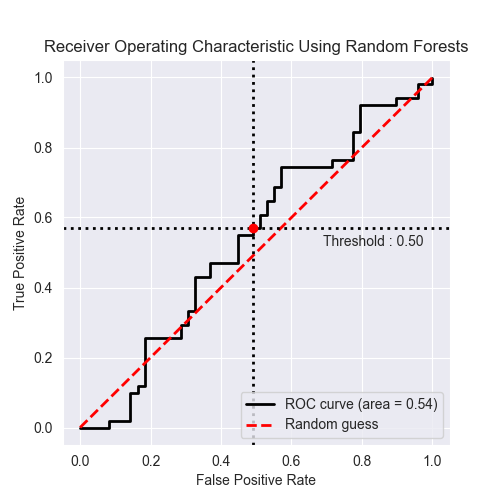 Receiver Operating Characteristic Using Random Forests
1.0
0.8
0.6
0.4
0.2
0.0
True Positive Rate
Threshold : 0.50
ROC curve (area = 0.54)
Random guess
0.0 0.2 0.4 0.6 0.8 1.0
False Positive Rate